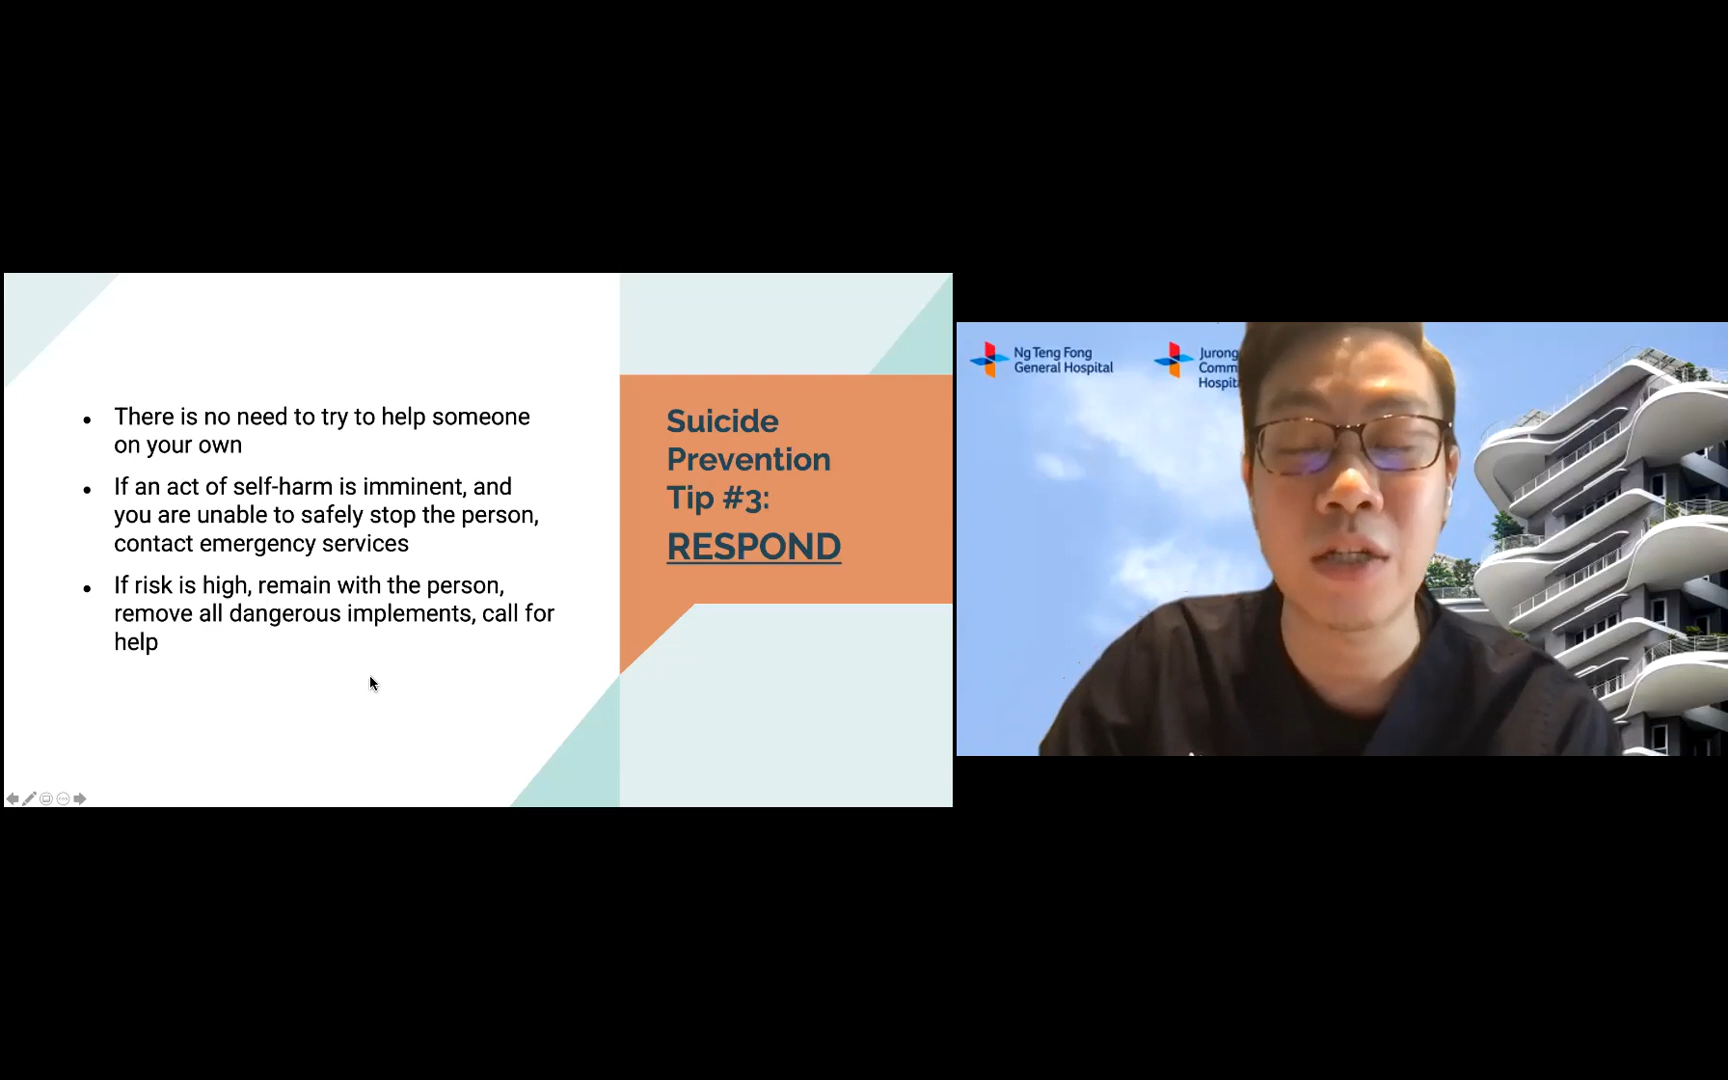 There is no need to try to help someone
on your own
If an act of self-harm is imminent, and
you are unable to safely stop the person,
contact emergency services
If risk is high, remain with the person,
remove all dangerous implements, call for
help
Suicide
Prevention
Tip #3:
RESPOND
Ng Teng Fong
General Hospital
Jurong